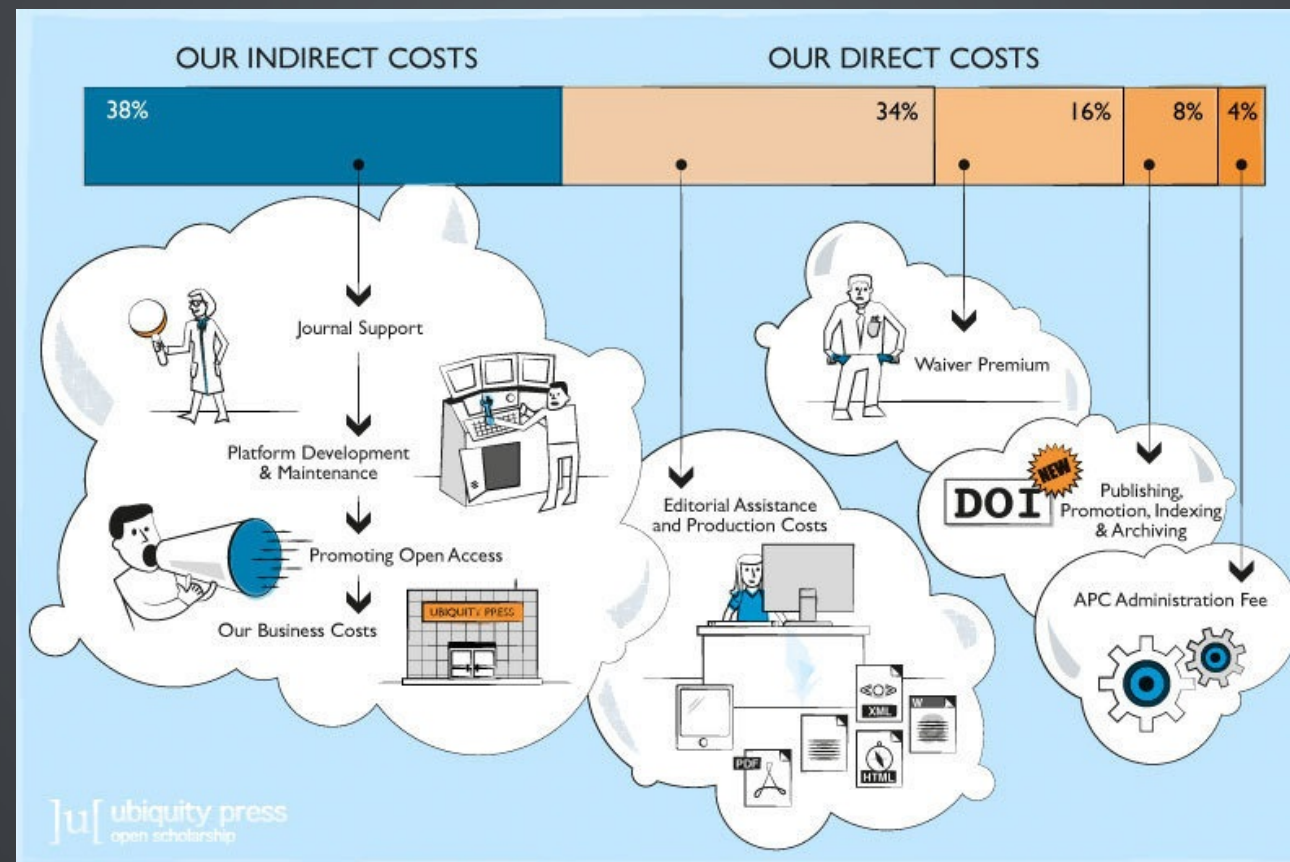 OUR INDIRECT COSTS
OUR DIRECT COSTS
38%
34%
16%
8%
4%
Journal Support
Platform Development
& Maintenance
Promoting Open Access
Our Business Costs
UBIQUITY PRESS
Editorial Assistance
and Production Costs
PDF
XML
W
HTML
Waiver Premium
NEW
DOI
Publishing,
Promotion, Indexing
& Archiving
APC Administration Fee
]u[ ubiquity press
open scholarship